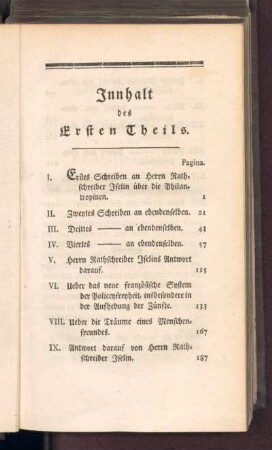 Innhalt
des
Ersten Theils.
Pagina.
I. Erstes Schreiben an Herrn Rath-
schreiber Iselin über die Philan-
tropinen. 1
II. Zweytes Schreiben an ebendenselben. 21
III. Drittes —— an ebendenselben. 43
IV. Viertes —— an ebendenselben. 57
V. Herrn Rathschreiber Iselins Antwort
darauf. 115
VI. Ueber das neue französische System
der Policeyfreyheit, insbesondere in
der Aufhebung der Zünfte. 133
VIII. Ueber die Träume eines Menschen-
freundes. 167
IX. Antwort darauf von Herrn Rath-
schreiber Iselin. 187